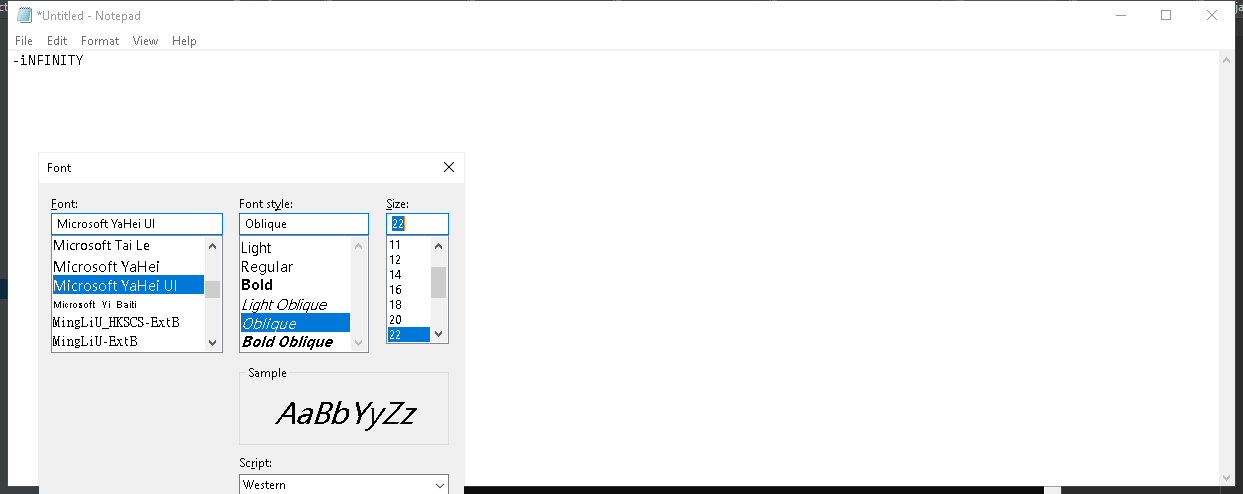 *Untitled - Notepad
File Edit Format View Help
-iNFINITY
Font
Font: Font style: Size:
Microsoft YaHei UI Oblique 22
Microsoft Tai Le Light 11
Microsoft YaHei Regular 12
Microsoft YaHei UI Bold 14
Microsoft Yi Baiti Light Oblique 16
MingLiU_HKSCS-ExtB Oblique 18
MingLiU-ExtB Bold Oblique 20
22
Sample
AaBbYyZz
Script:
Western